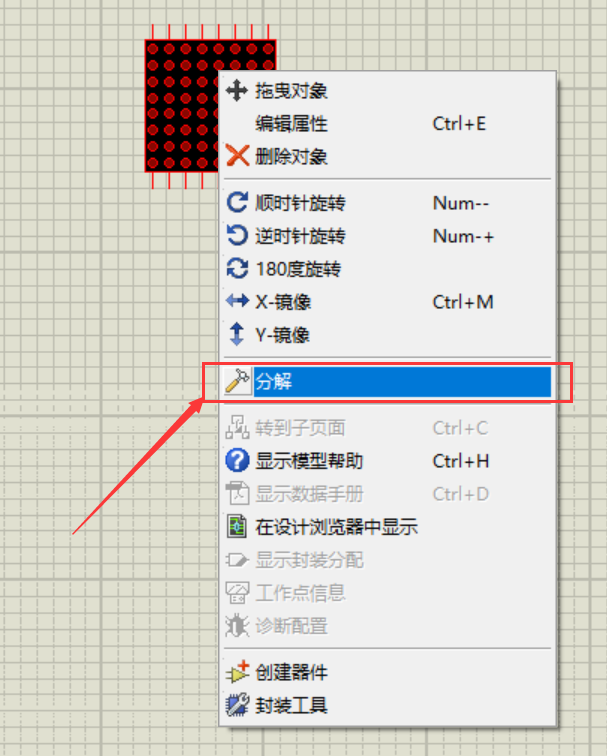 拖曳对象
编辑属性 Ctrl+E
删除对象
顺时针旋转 Num--
逆时针旋转 Num-+
180度旋转
X-镜像 Ctrl+M
Y-镜像
分解
转到子页面 Ctrl+C
显示模型帮助 Ctrl+H
显示数据手册 Ctrl+D
在设计浏览器中显示
显示封装分配
工作点信息
诊断配置
创建器件
封装工具